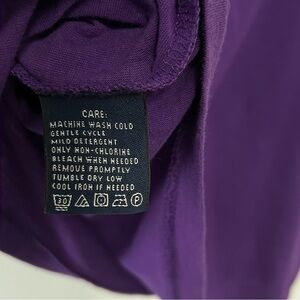 CARE:
MACHINE WASH COLD
GENTLE CYCLE
MILD DETERGENT
ONLY NON-CHLORINE
BLEACH WHEN NEEDED
REMOVE PROMPTLY
TUMBLE DRY LOW
COOL IRON IF NEEDED
30 P